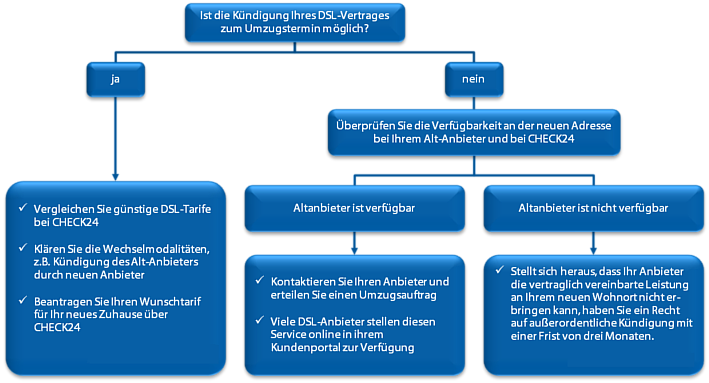 Ist die Kündigung Ihres DSL-Vertrages
zum Umzugstermin möglich?
ja
nein
Überprüfen Sie die Verfügbarkeit an der neuen Adresse
bei Ihrem Alt-Anbieter und bei CHECK24
✓ Vergleichen Sie günstige DSL-Tarife
bei CHECK24
✓ Klären Sie die Wechselmodalitäten,
z.B. Kündigung des Alt-Anbieters
durch neuen Anbieter
✓ Beantragen Sie Ihren Wunschtarif
für Ihr neues Zuhause über
CHECK24
Altanbieter ist verfügbar
Altanbieter ist nicht verfügbar
✓ Kontaktieren Sie Ihren Anbieter und
erteilen Sie einen Umzugsauftrag
✓ Viele DSL-Anbieter stellen diesen
Service online in ihrem
Kundenportal zur Verfügung
✓ Stellt sich heraus, dass Ihr Anbieter
die vertraglich vereinbarte Leistung
an Ihrem neuen Wohnort nicht er-
bringen kann, haben Sie ein Recht
auf außerordentliche Kündigung mit
einer Frist von drei Monaten.